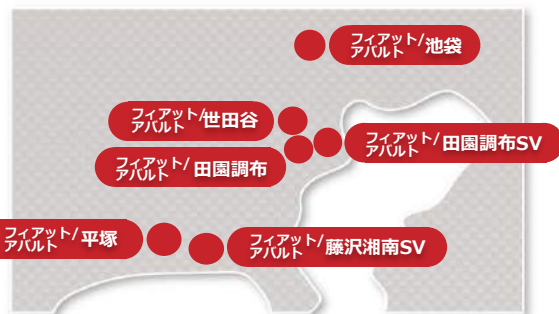 フィアット/アバルト 池袋
フィアット/アバルト 世田谷
フィアット/アバルト 田園調布SV
フィアット/アバルト 田園調布
フィアット/アバルト 平塚
フィアット/アバルト 藤沢湘南SV